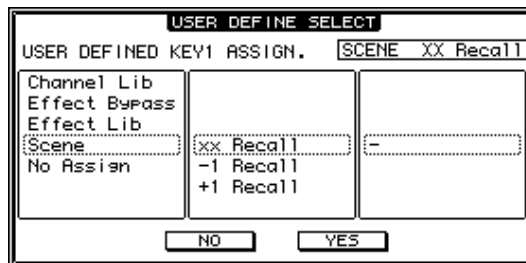 USER DEFINE SELECT
USER DEFINED KEY1 ASSIGN. SCENE XX Recall
Channel Lib
Effect Bypass
Effect Lib
Scene xx Recall -
No Assign -1 Recall
+1 Recall
NO YES